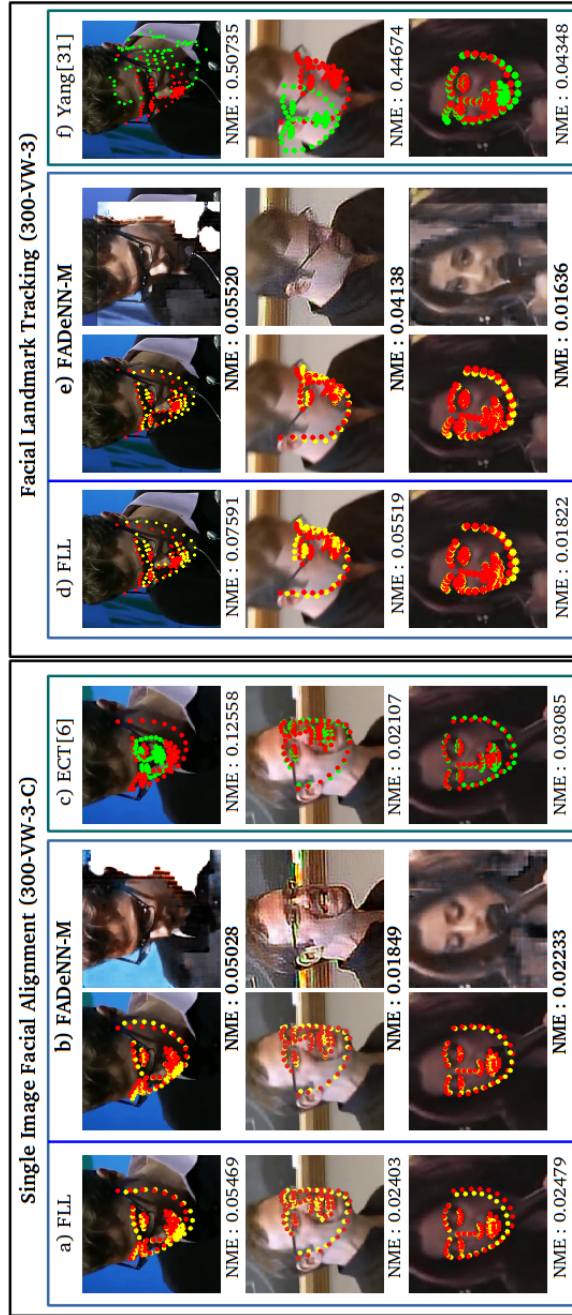 Single Image Facial Alignment (300-VW-3-C)
a) FLL
b) FADeNN-M
c) ECT[6]
NME : 0.05469
NME : 0.05028
NME : 0.12558
NME : 0.02403
NME : 0.01849
NME : 0.02107
NME : 0.02479
NME : 0.02233
NME : 0.03085
Facial Landmark Tracking (300-VW-3)
d) FLL
e) FADeNN-M
f) Yang[31]
NME : 0.07591
NME : 0.05520
NME : 0.50735
NME : 0.05519
NME : 0.04138
NME : 0.44674
NME : 0.01822
NME : 0.01636
NME : 0.04348